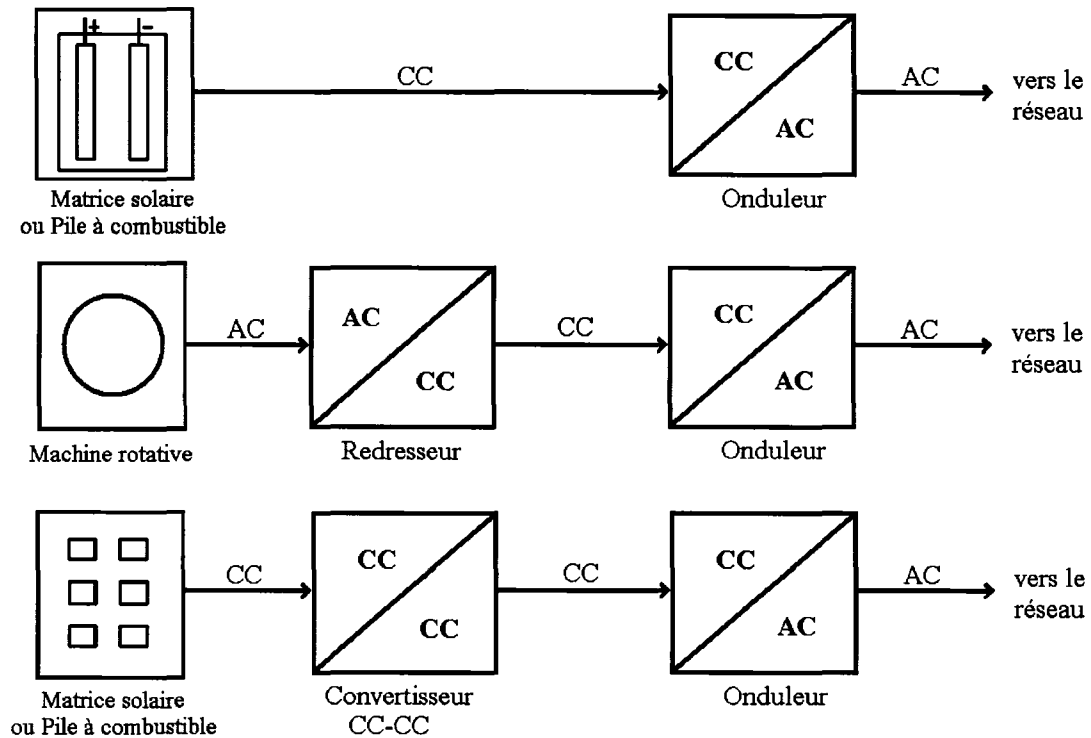 + −
CC
CC
AC
AC
vers le
réseau
Matrice solaire
ou Pile à combustible
Onduleur
AC
AC
CC
CC
CC
AC
AC
vers le
réseau
Machine rotative
Redresseur
Onduleur
CC
CC
CC
CC
CC
AC
AC
vers le
réseau
Matrice solaire
ou Pile à combustible
Convertisseur
CC-CC
Onduleur